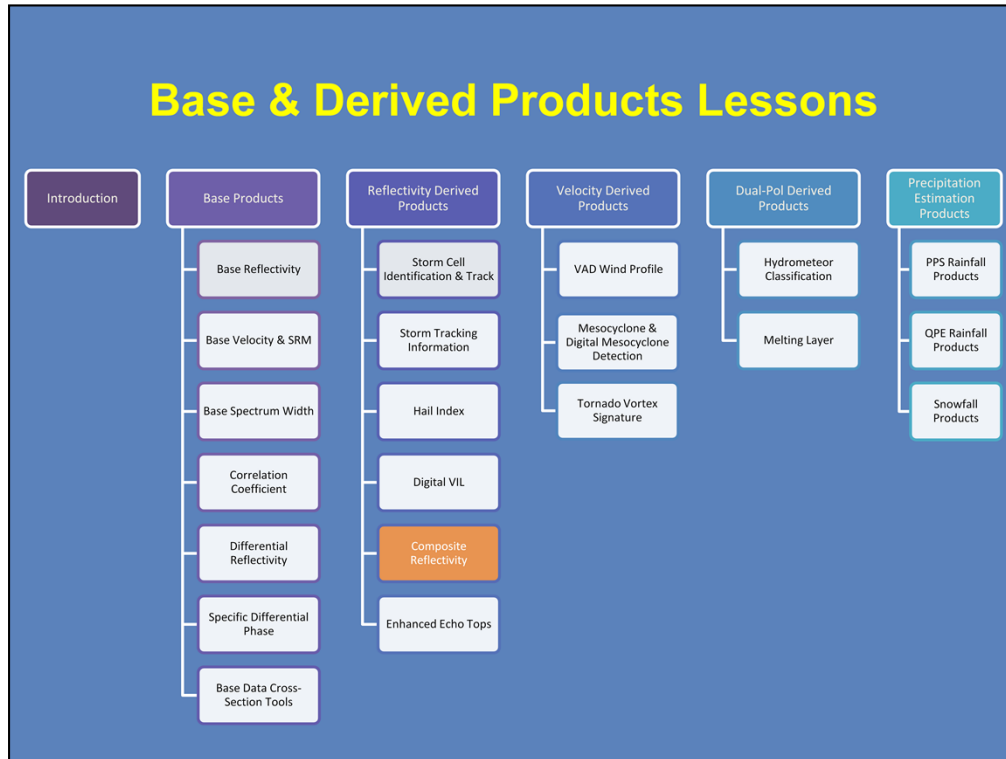 Base & Derived Products Lessons
Introduction
Base Products
Base Reflectivity
Base Velocity & SRM
Base Spectrum Width
Correlation
Coefficient
Differential
Reflectivity
Specific Differential
Phase
Base Data Cross-
Section Tools
Reflectivity Derived
Products
Storm Cell
Identification & Track
Storm Tracking
Information
Hail Index
Digital VIL
Composite
Reflectivity
Enhanced Echo Tops
Velocity Derived
Products
VAD Wind Profile
Mesocyclone &
Digital Mesocyclone
Detection
Tornado Vortex
Signature
Dual-Pol Derived
Products
Hydrometeor
Classification
Melting Layer
Precipitation
Estimation
Products
PPS Rainfall
Products
QPE Rainfall
Products
Snowfall
Products